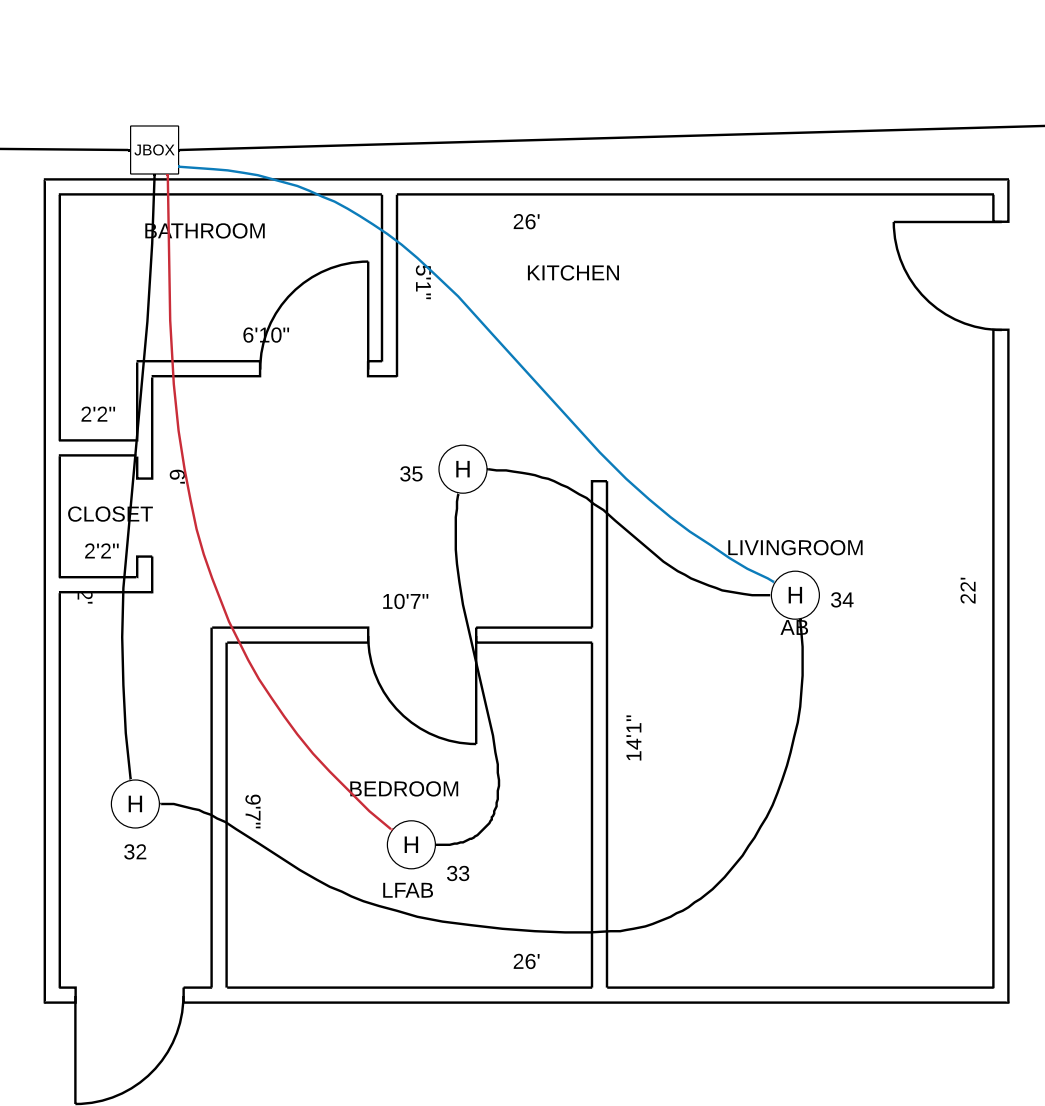 JBOX
BATHROOM
26'
KITCHEN
5'1"
6'10"
2'2"
6'
H
35
CLOSET
2'2"
2'
LIVINGROOM
H
34
AB
22'
10'7"
14'1"
BEDROOM
H
32
9'7"
H
33
LFAB
26'